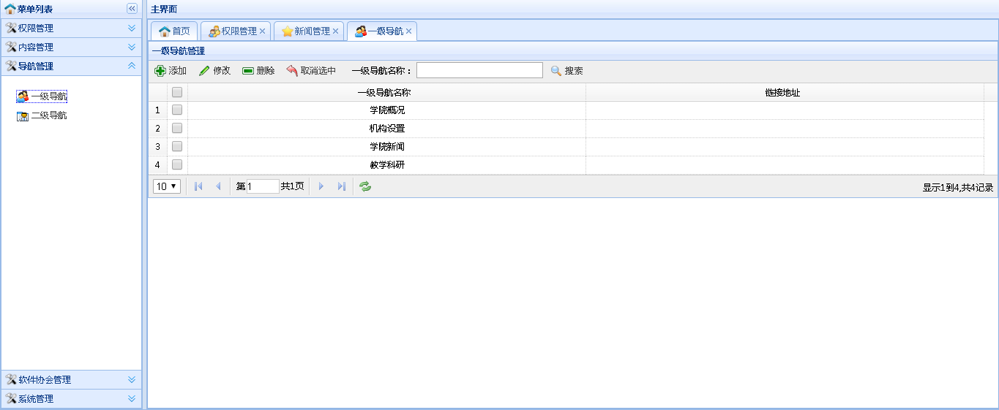 菜单列表
权限管理
内容管理
导航管理
一级导航
二级导航
软件协会管理
系统管理
主界面
首页 权限管理 新闻管理 一级导航
一级导航管理
添加 修改 删除 取消选中 一级导航名称： 搜索
一级导航名称 链接地址
1 学院概况
2 机构设置
3 学院新闻
4 教学科研
10 第1 共1页 显示1到4,共4记录